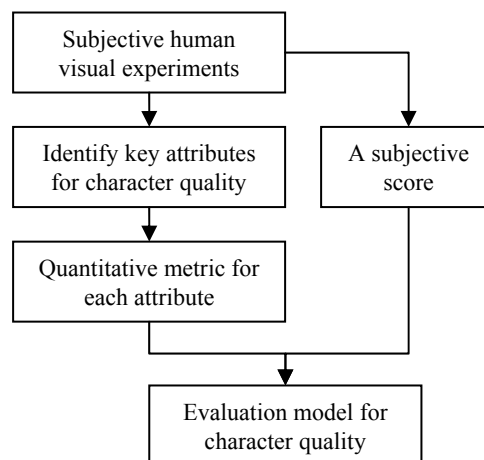 Subjective human
visual experiments
Identify key attributes
for character quality
A subjective
score
Quantitative metric for
each attribute
Evaluation model for
character quality